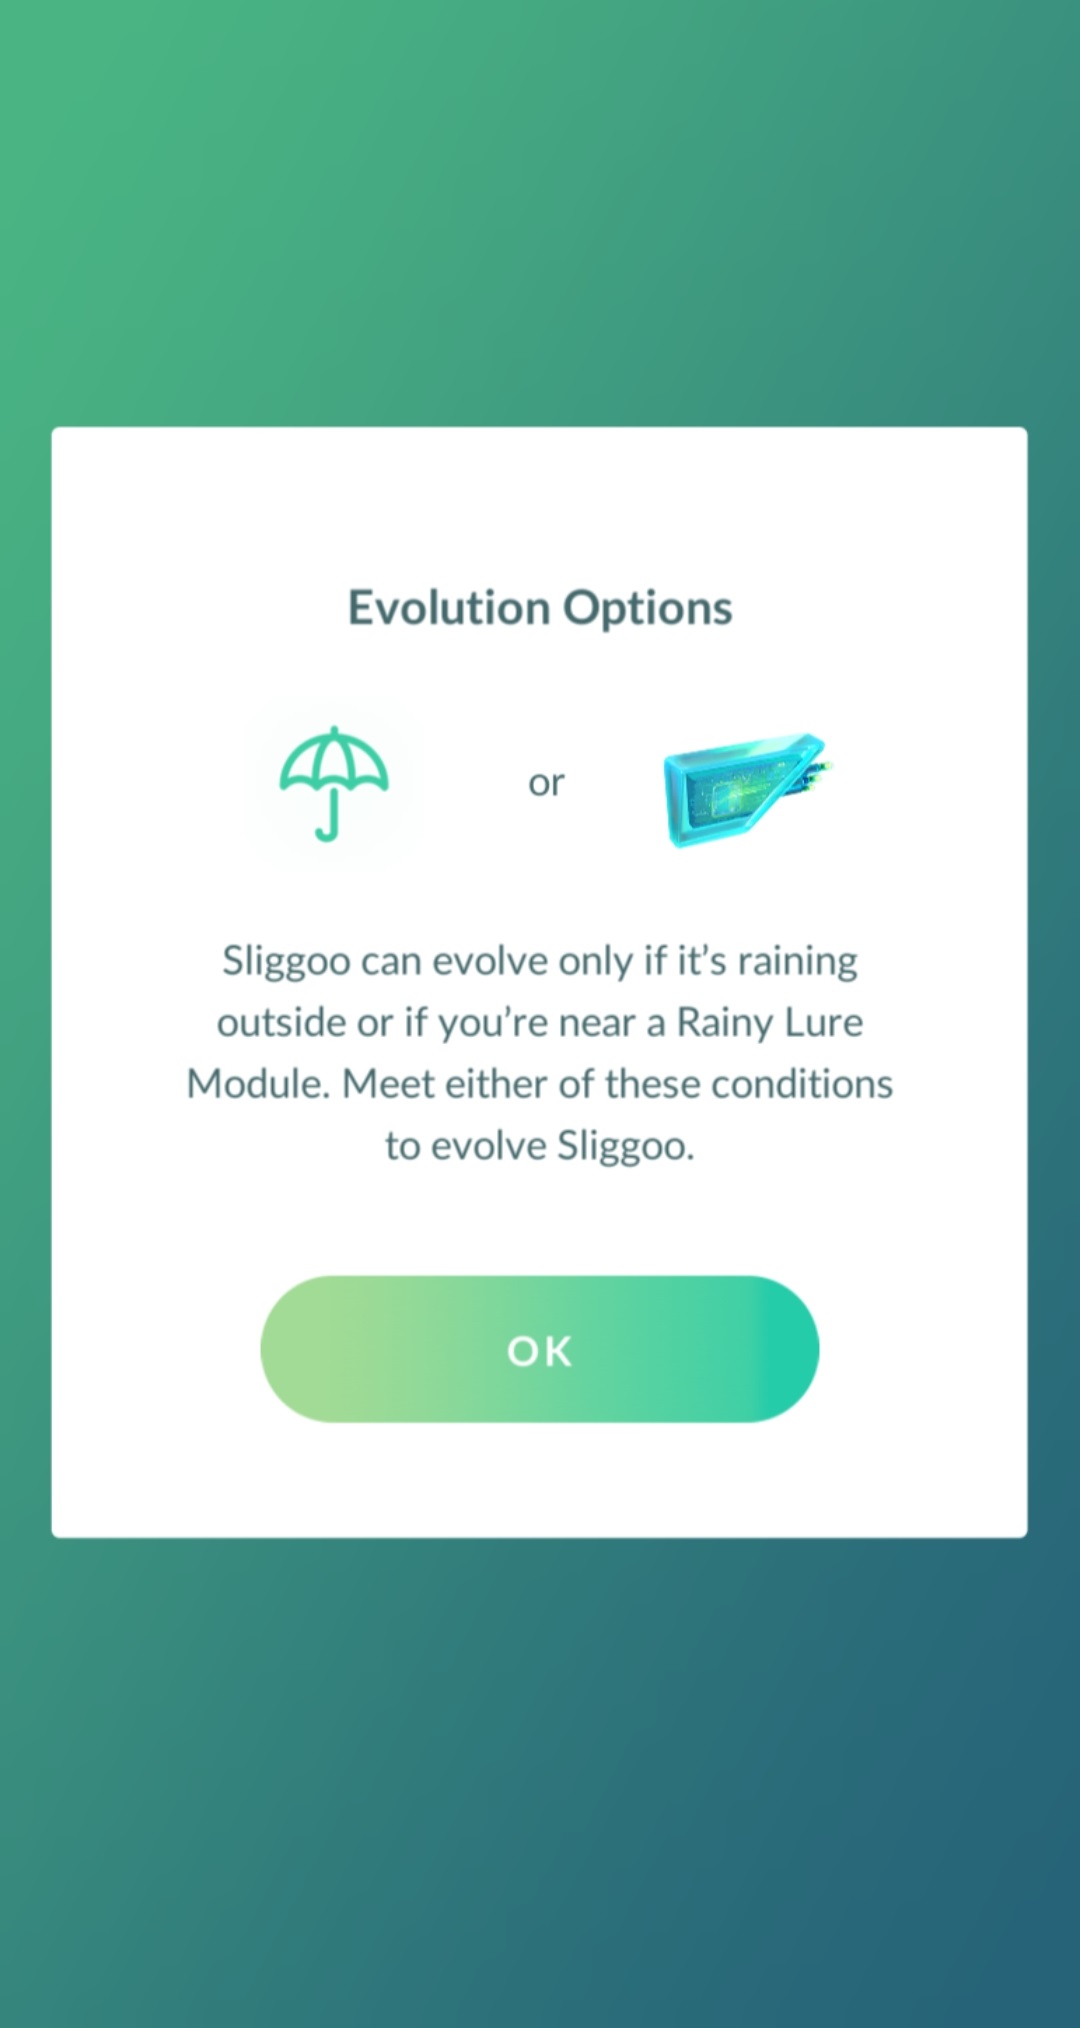 Evolution Options
or
Sliggoo can evolve only if it’s raining
outside or if you’re near a Rainy Lure
Module. Meet either of these conditions
to evolve Sliggoo.
OK